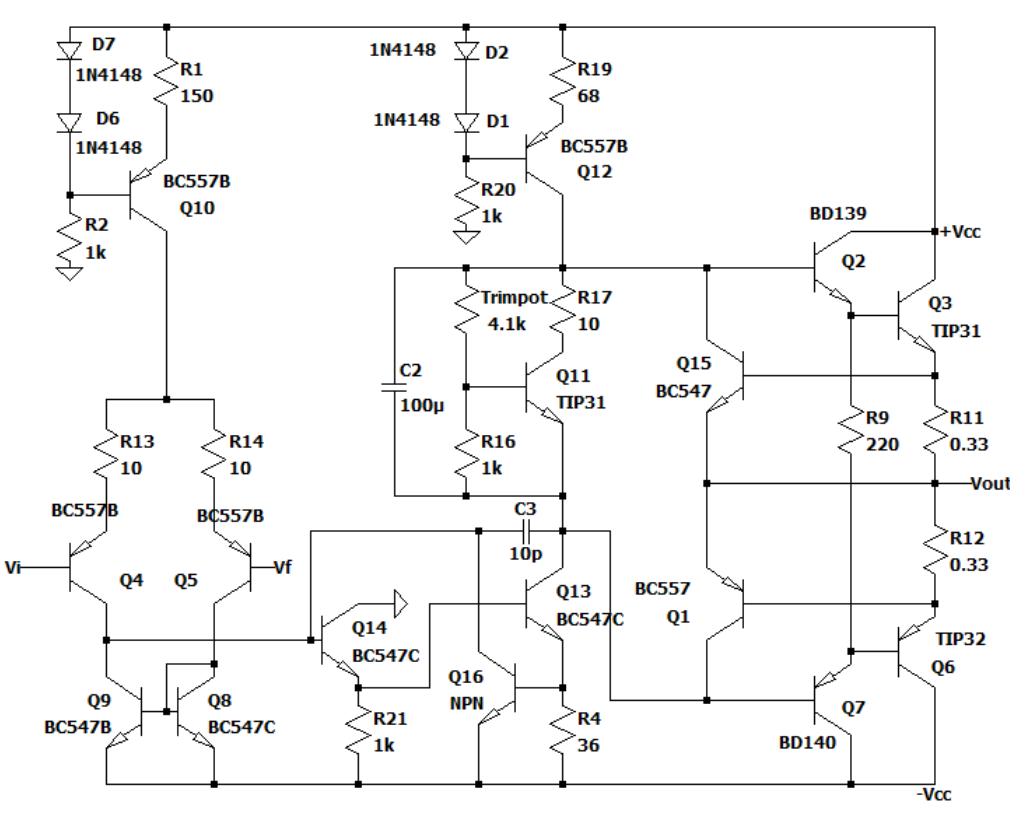 D7
1N4148
R1
150
D6
1N4148
BC557B
Q10
R2
1k
1N4148
D2
R19
68
1N4148
D1
BC557B
Q12
R20
1k
BD139
Q2
+Vcc
Q3
TIP31
Trimpot
4.1k
R17
10
C2
100µ
Q11
TIP31
Q15
BC547
R16
1k
R9
220
R11
0.33
Vout
R13
10
R14
10
BC557B
BC557B
Vi
Q4
Q5
Vf
C3
10p
R12
0.33
Q13
BC547C
BC557
Q1
Q14
BC547C
TIP32
Q6
Q9
BC547B
Q8
BC547C
Q16
NPN
R21
1k
R4
36
Q7
BD140
-Vcc